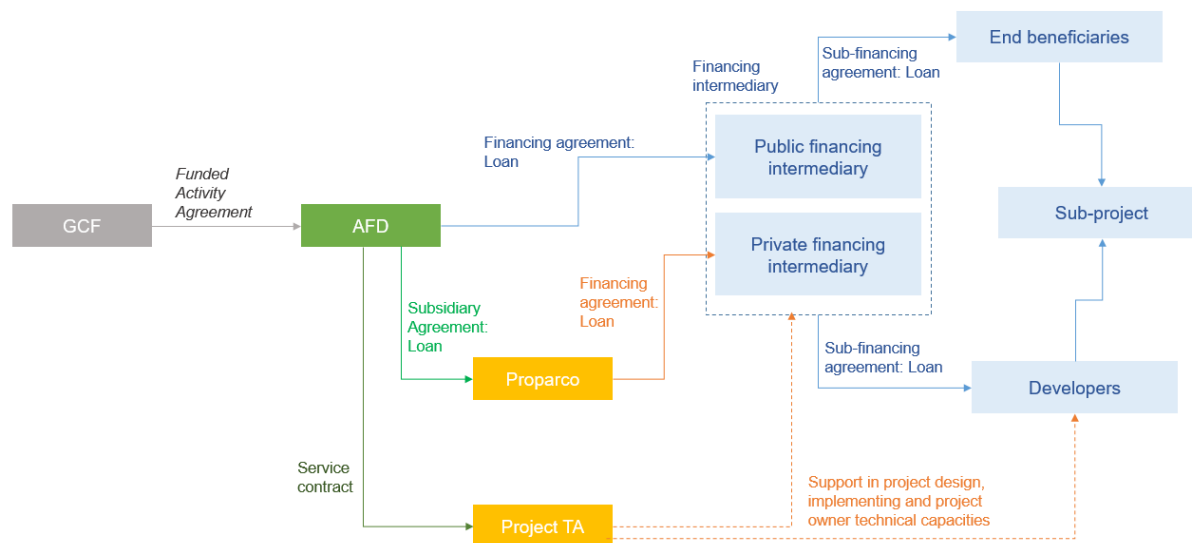 GCF
Funded
Activity
Agreement
AFD
Financing agreement:
Loan
Subsidiary
Agreement:
Loan
Service
contract
Proparco
Project TA
Financing
agreement:
Loan
Financing
intermediary
Public financing
intermediary
Private financing
intermediary
Sub-financing
agreement: Loan
Sub-financing
agreement: Loan
End beneficiaries
Sub-project
Developers
Support in project design,
implementing and project
owner technical capacities